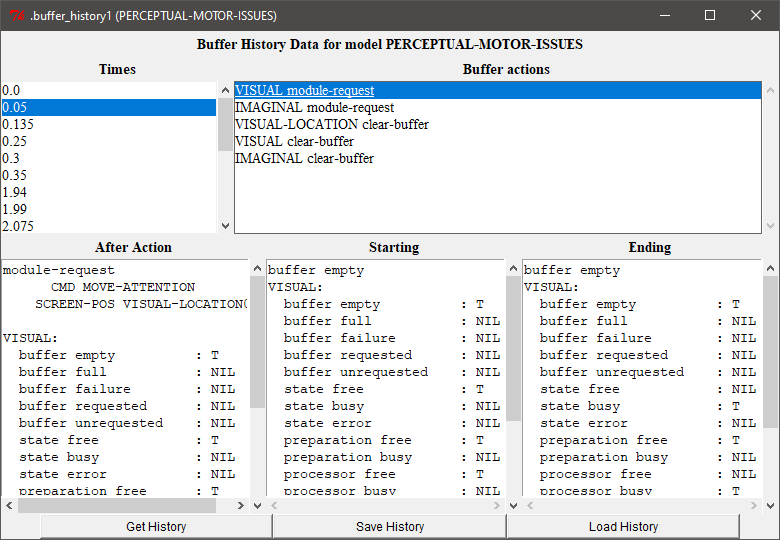 .buffer_history1 (PERCEPTUAL-MOTOR-ISSUES)
Buffer History Data for model PERCEPTUAL-MOTOR-ISSUES
Times
0.0
0.05
0.135
0.25
0.3
0.35
1.94
1.99
2.075
Buffer actions
VISUAL module-request
IMAGINAL module-request
VISUAL-LOCATION clear-buffer
VISUAL clear-buffer
IMAGINAL clear-buffer
After Action
module-request
CMD MOVE-ATTENTION
SCREEN-POS VISUAL-LOCATION(
VISUAL:
buffer empty : T
buffer full : NIL
buffer failure : NIL
buffer requested : NIL
buffer unrequested : NIL
state free : T
state busy : NIL
state error : NIL
preparation free : T
Starting
buffer empty
VISUAL:
buffer empty : T
buffer full : NIL
buffer failure : NIL
buffer requested : NIL
buffer unrequested : NIL
state free : T
state busy : NIL
state error : NIL
preparation free : T
preparation busy : NIL
processor free : T
processor busy : NIL
Ending
buffer empty
VISUAL:
buffer empty : T
buffer full : NIL
buffer failure : NIL
buffer requested : NIL
buffer unrequested : NIL
state free : NIL
state busy : T
state error : NIL
preparation free : T
preparation busy : NIL
processor free : T
processor busy : NIL
Get History
Save History
Load History